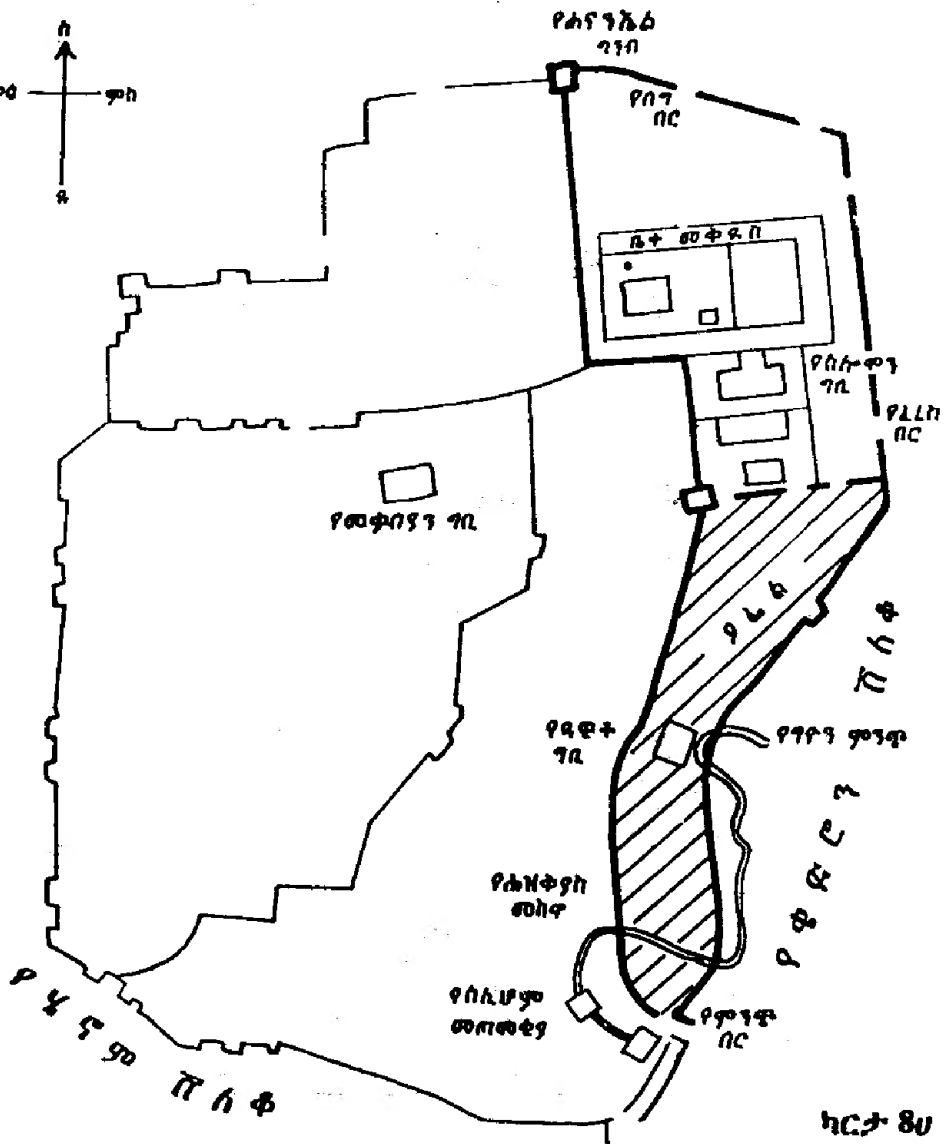 የሐናንኤል
ግንብ
ሰ
ምስ
ደ
የበግ
በር
ቤተ መቅደስ
የሰሎሞን
ግቢ
የፈረስ
በር
የመቃብያን ግቢ
ዖፌል
የዳዊት
ግቢ
የግዮን ምንጭ
የቄድሮን ሸለቆ
የሕዝቅያስ
መስኖ
የሰሊሆም
መጠመቂያ
የምንጭ
በር
የሄኖም ሸለቆ
ካርታ 8ሀ